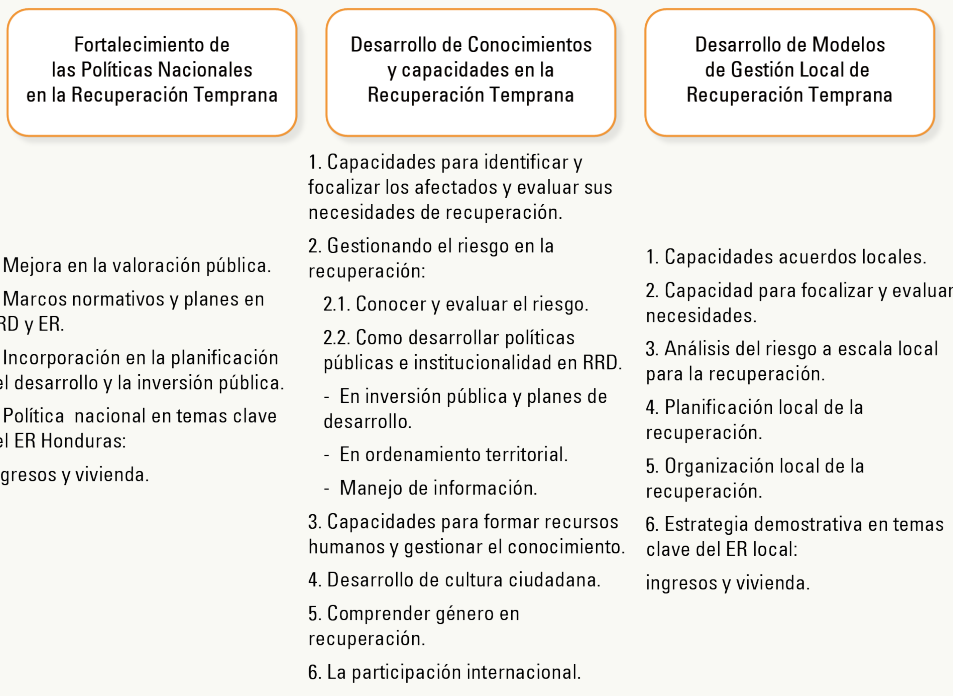 Fortalecimiento de
las Políticas Nacionales
en la Recuperación Temprana
Mejora en la valoración pública.
Marcos normativos y planes en
RD y ER.
Incorporación en la planificación
el desarrollo y la inversión pública.
Política nacional en temas clave
el ER Honduras:
gresos y vivienda.
Desarrollo de Conocimientos
y capacidades en la
Recuperación Temprana
1. Capacidades para identificar y
focalizar los afectados y evaluar sus
necesidades de recuperación.
2. Gestionando el riesgo en la
recuperación:
2.1. Conocer y evaluar el riesgo.
2.2. Como desarrollar políticas
públicas e institucionalidad en RRD.
- En inversión pública y planes de
desarrollo.
- En ordenamiento territorial.
- Manejo de información.
3. Capacidades para formar recursos
humanos y gestionar el conocimiento.
4. Desarrollo de cultura ciudadana.
5. Comprender género en
recuperación.
6. La participación internacional.
Desarrollo de Modelos
de Gestión Local de
Recuperación Temprana
1. Capacidades acuerdos locales.
2. Capacidad para focalizar y evaluar
necesidades.
3. Análisis del riesgo a escala local
para la recuperación.
4. Planificación local de la
recuperación.
5. Organización local de la
recuperación.
6. Estrategia demostrativa en temas
clave del ER local:
ingresos y vivienda.